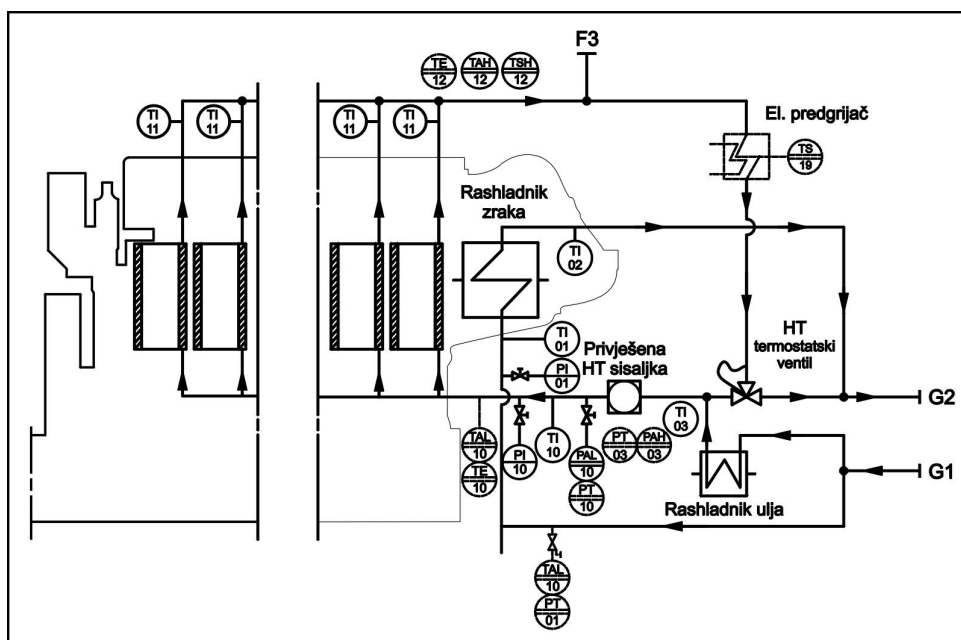 F3
TE
12
TAH
12
TSH
12
El. predgrijač
TI
11
TI
11
TI
11
TI
11
TS
19
Rashladnik
zraka
TI
02
TI
01
PI
01
Privješena
HT sisaljka
HT
termostatski
ventil
G2
TI
03
TAL
10
TE
10
PI
10
TI
10
PAL
10
PT
10
PT
03
PAH
03
G1
Rashladnik ulja
TAL
10
PT
01